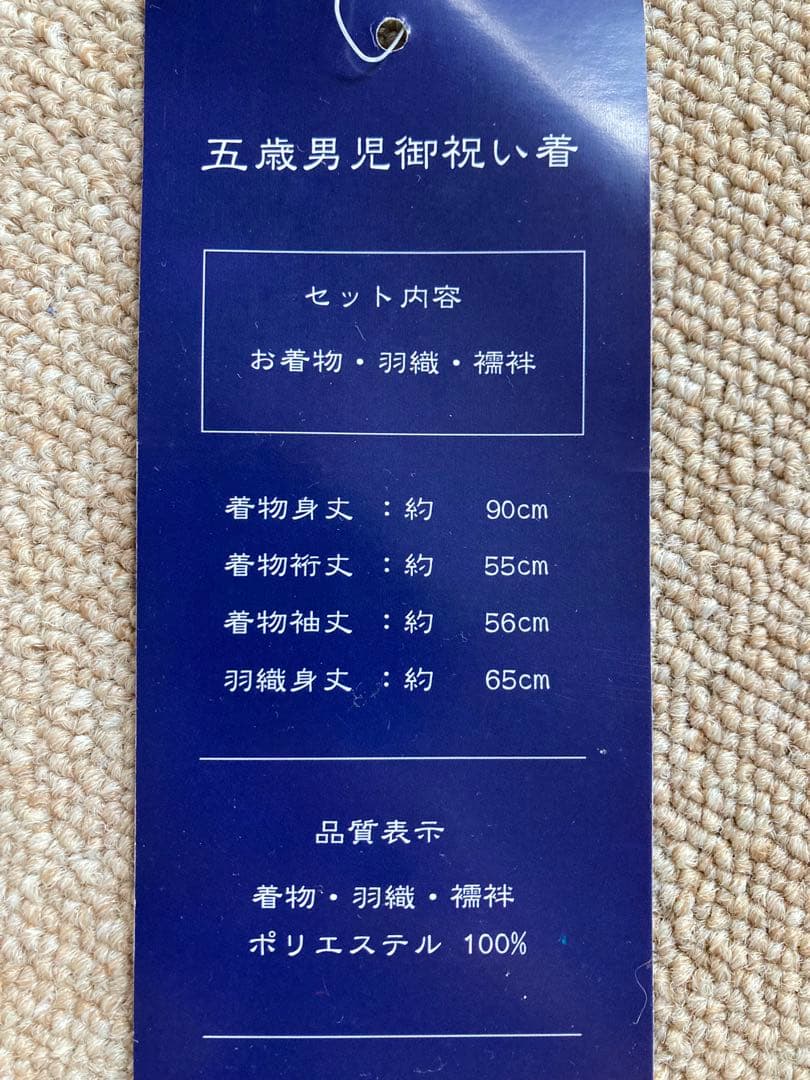 五歳男児御祝い着
セット内容
お着物・羽織・襦袢
着物身丈 : 約 90cm
着物裄丈 : 約 55cm
着物袖丈 : 約 56cm
羽織身丈 : 約 65cm
品質表示
着物・羽織・襦袢
ポリエステル 100%